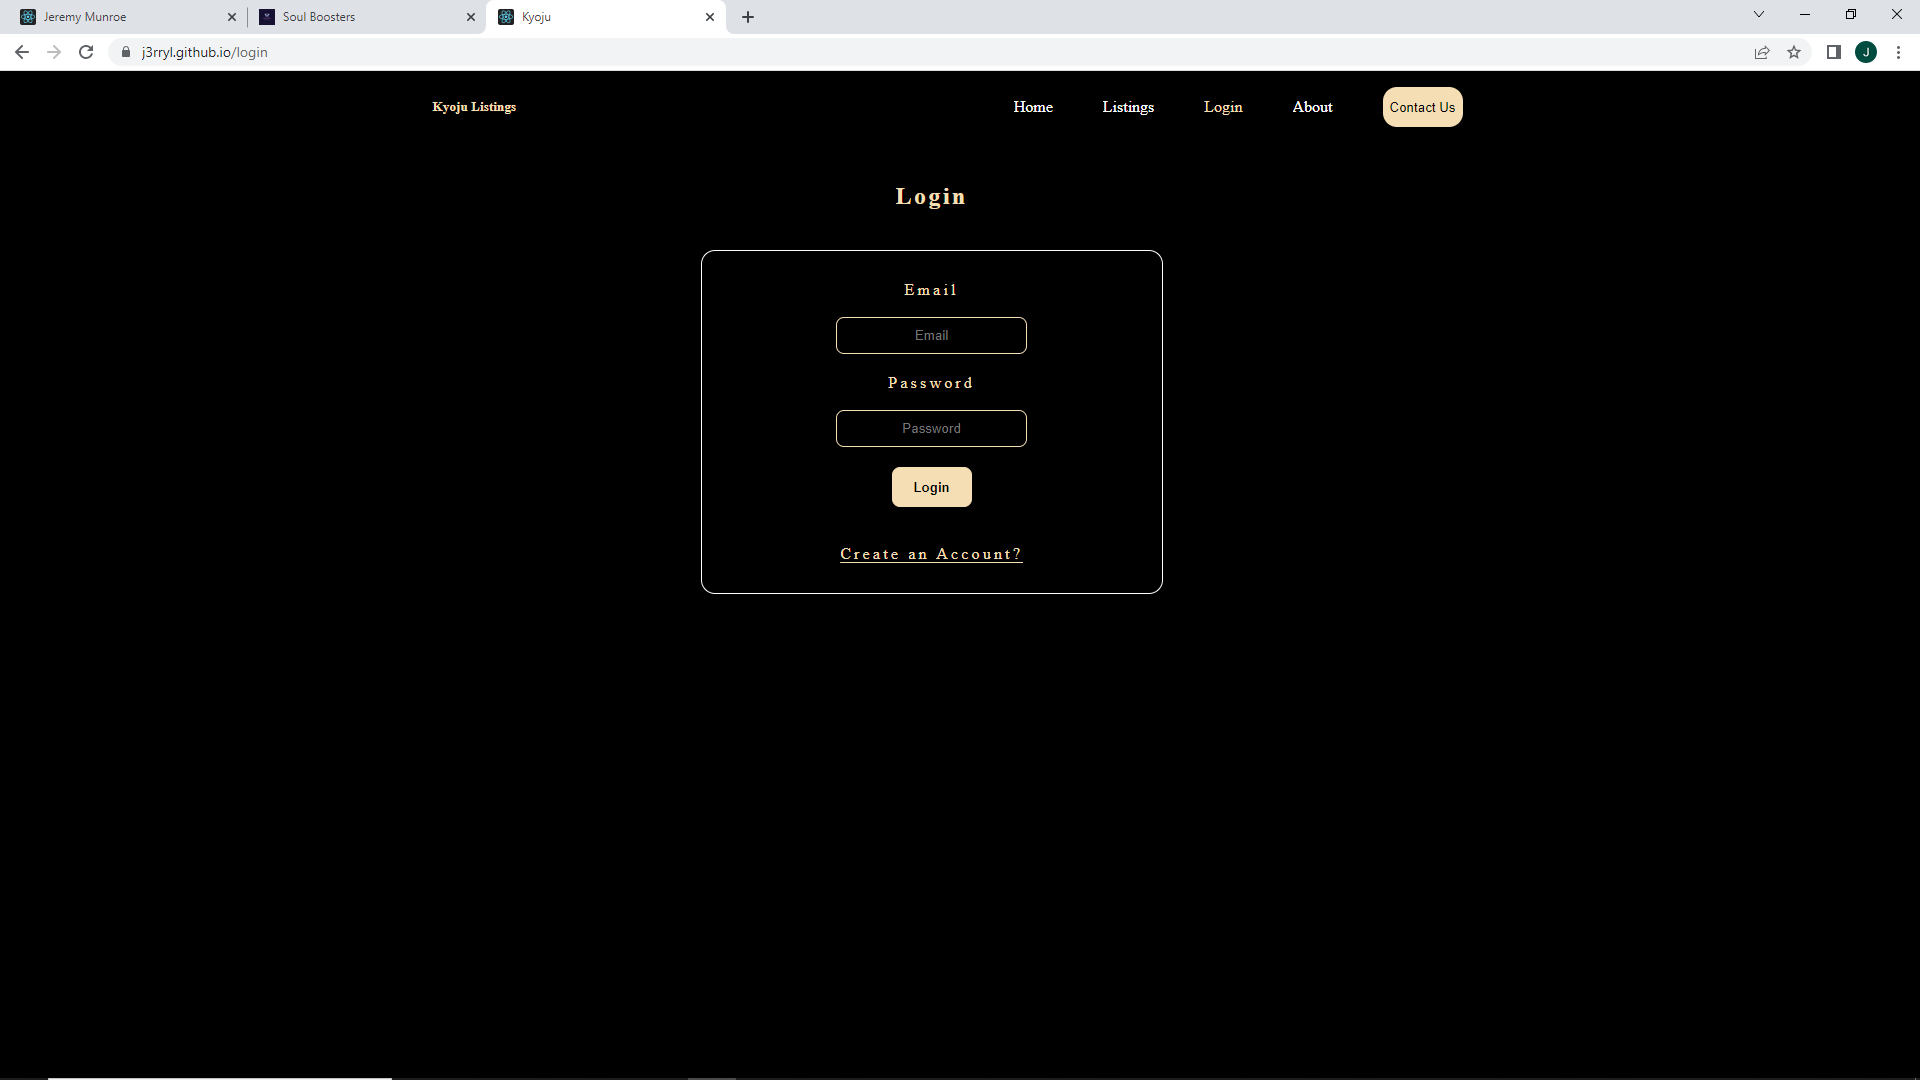 Jeremy Munroe
Soul Boosters
Kyoju
j3rryl.github.io/login
J
Kyoju Listings
Home
Listings
Login
About
Contact Us
Login
Email
Email
Password
Password
Login
Create an Account?